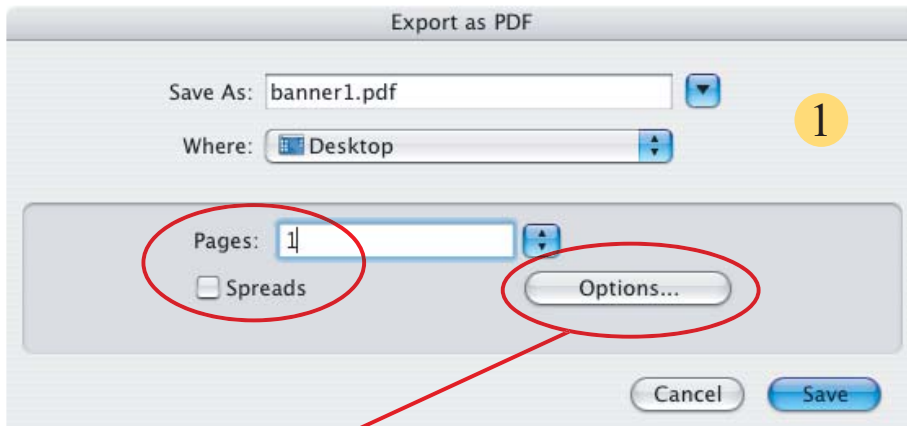 Export as PDF
Save As: banner1.pdf
1
Where: Desktop
Pages: 1
Spreads
Options...
Cancel
Save